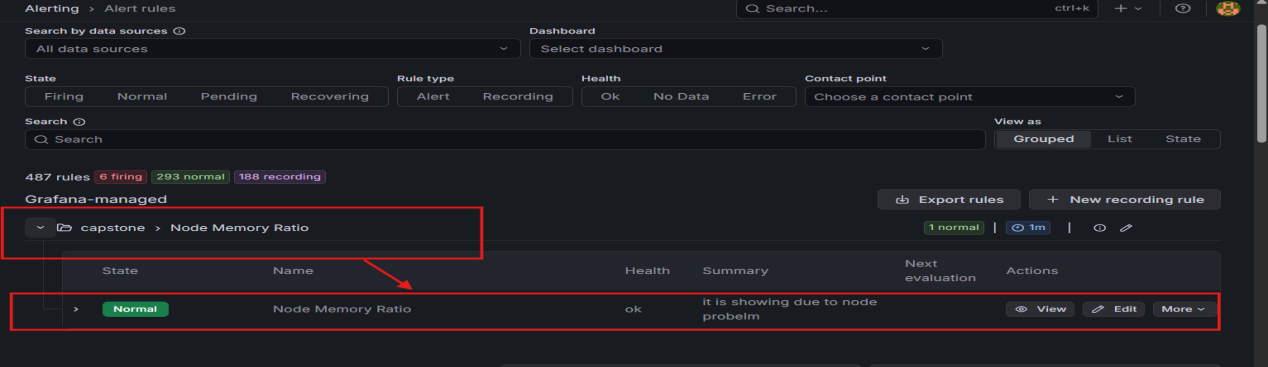 Alerting > Alert rules
Search... ctrl+k
Search by data sources
All data sources
Dashboard
Select dashboard
State
Firing Normal Pending Recovering
Rule type
Alert Recording
Health
Ok No Data Error
Contact point
Choose a contact point
Search
Search
View as
Grouped List State
487 rules 6 firing 293 normal 188 recording
Grafana-managed
Export rules
+ New recording rule
capstone > Node Memory Ratio
1 normal | 1m |
State Name Health Summary Next evaluation Actions
Normal Node Memory Ratio ok it is showing due to node probelm View Edit More